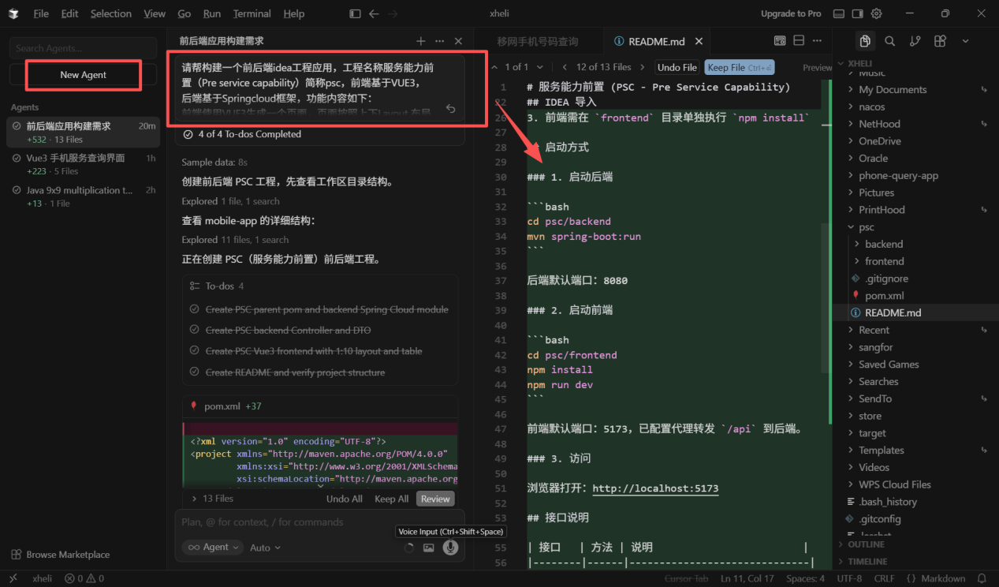 File Edit Selection View Go Run Terminal Help
xheli
Upgrade to Pro
Search Agents...
New Agent
Agents
前后端应用构建需求 20m
+532 · 13 Files
Vue3 手机服务查询界面 1h
+223 · 5 Files
Java 9x9 multiplication t... 2h
+13 · 1 File
Browse Marketplace
前后端应用构建需求
请帮构建一个前后端idea工程应用，工程名称服务能力前
置（Pre service capability）简称psc，前端基于VUE3，
后端基于Springcloud框架，功能内容如下：
前端使用VUE3生成一个页面，页面按照上下Layout 布局
4 of 4 To-dos Completed
Sample data: 8s
创建前后端 PSC 工程，先查看工作区目录结构。
Explored 1 file, 1 search
查看 mobile-app 的详细结构：
Explored 11 files, 1 search
正在创建 PSC（服务能力前置）前后端工程。
To-dos 4
Create PSC parent pom and backend Spring Cloud module
Create PSC backend Controller and DTO
Create PSC Vue3 frontend with 1:10 layout and table
Create README and verify project structure
pom.xml +37
<?xml version="1.0" encoding="UTF-8"?>
<project xmlns="http://maven.apache.org/POM/4.0.0"
xmlns:xsi="http://www.w3.org/2001/XMLSchema
xsi:schemaLocation="http://maven.apache.org
13 Files Undo All Keep All Review
Plan, @ for context, / for commands
Voice Input (Ctrl+Shift+Space)
Agent Auto
移网手机号码查询 README.md
1 of 1 12 of 13 Files Undo File Keep File Ctrl+⏎ Preview
1 # 服务能力前置 (PSC - Pre Service Capability)
22 ## IDEA 导入
26 3. 前端需在 `frontend` 目录单独执行 `npm install`
27
28 启动方式
29
30 ### 1. 启动后端
31
32 ```bash
33 cd psc/backend
34 mvn spring-boot:run
35 ```
36
37 后端默认端口：8080
38
39 ### 2. 启动前端
40
41 ```bash
42 cd psc/frontend
43 npm install
44 npm run dev
45 ```
46
47 前端默认端口：5173，已配置代理转发 `/api` 到后端。
48
49 ### 3. 访问
50
51 浏览器打开：http://localhost:5173
52
53 ## 接口说明
55 | 接口 | 方法 | 说明 |
56 |--------|------|-----------------------------|
XHELI
Music
My Documents
nacos
NetHood
OneDrive
Oracle
phone-query-app
Pictures
PrintHood
psc
backend
frontend
.gitignore
pom.xml
README.md
Recent
sangfor
Saved Games
Searches
SendTo
store
target
Templates
Videos
WPS Cloud Files
.bash_history
.gitconfig
OUTLINE
TIMELINE
xheli 0 0 Cursor Tab Ln 11, Col 17 Spaces: 4 UTF-8 CRLF {} Markdown